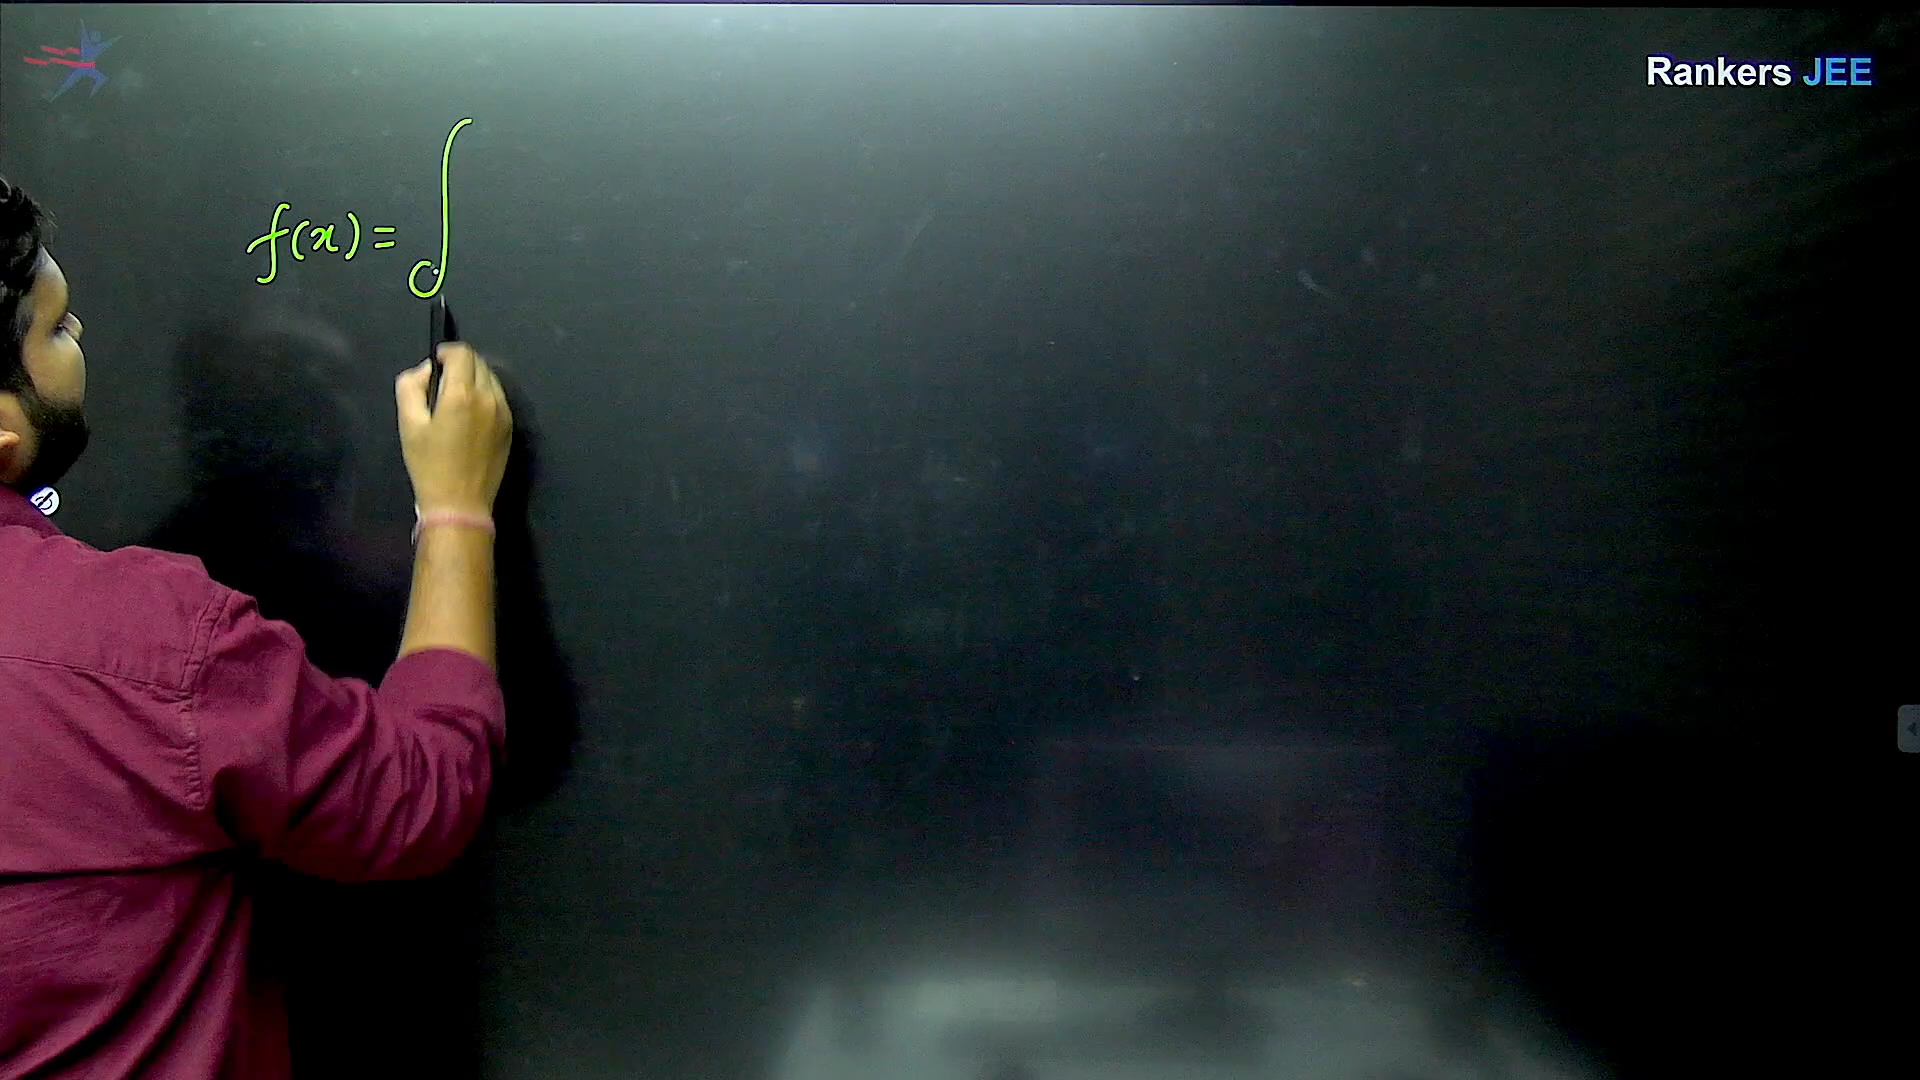 Rankers JEE
f(x) = ∫